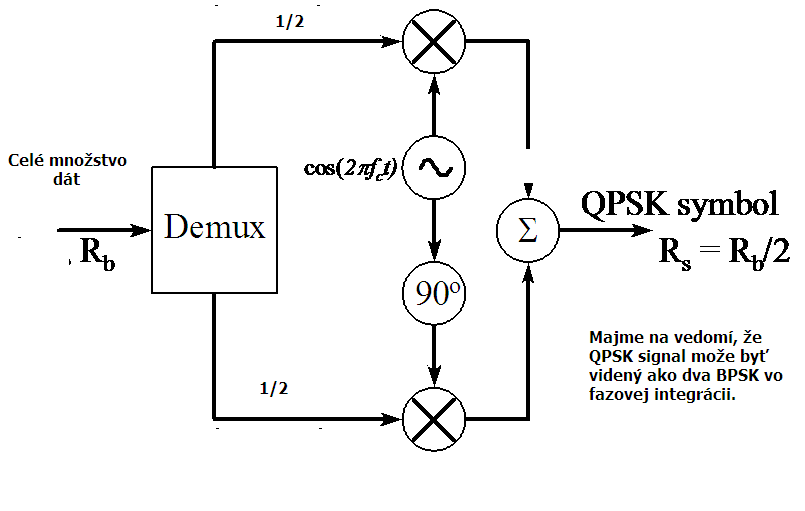 1/2
Celé množstvo
dát
R_b
Demux
cos(2πf_ct)
90º
Σ
QPSK symbol
R_s = R_b/2
1/2
Majme na vedomí, že
QPSK signal može byť
videný ako dva BPSK vo
fazovej integrácii.